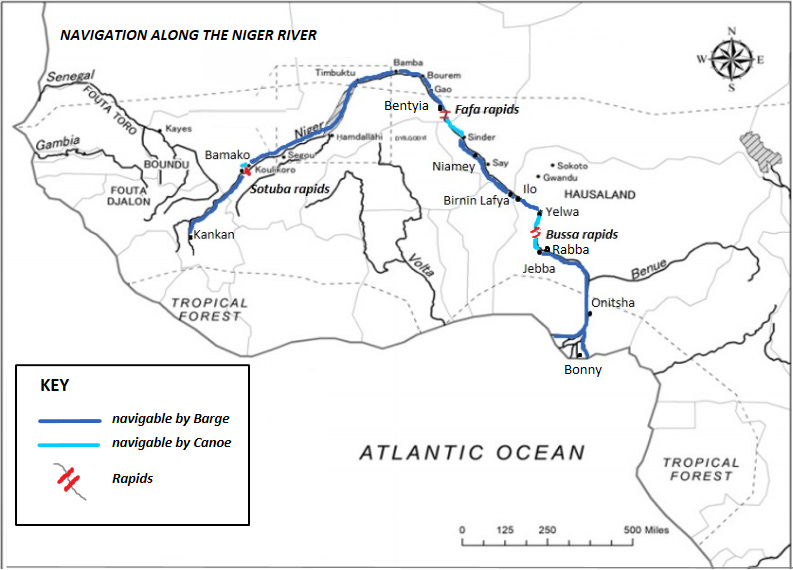 NAVIGATION ALONG THE NIGER RIVER
N
W
E
S
Bamba
Timbuktu
Bourem
Gao
Senegal
FOUTA TORO
Bentyia
Fafa rapids
Kayes
Niger
Hamdallahi
Sinder
Gambia
Bamako
Segou
BOUNDU
Koulikoro
Niamey
Say
Sokoto
Gwandu
FOUTA
DJALON
Sotuba rapids
Ilo
HAUSALAND
Birnin Lafya
Yelwa
Kankan
Bussa rapids
Rabba
Volta
Jebba
Benue
TROPICAL
FOREST
Onitsha
Bonny
KEY
navigable by Barge
navigable by Canoe
Rapids
ATLANTIC OCEAN
TROPICAL
FOREST
0 125 250 500 Miles